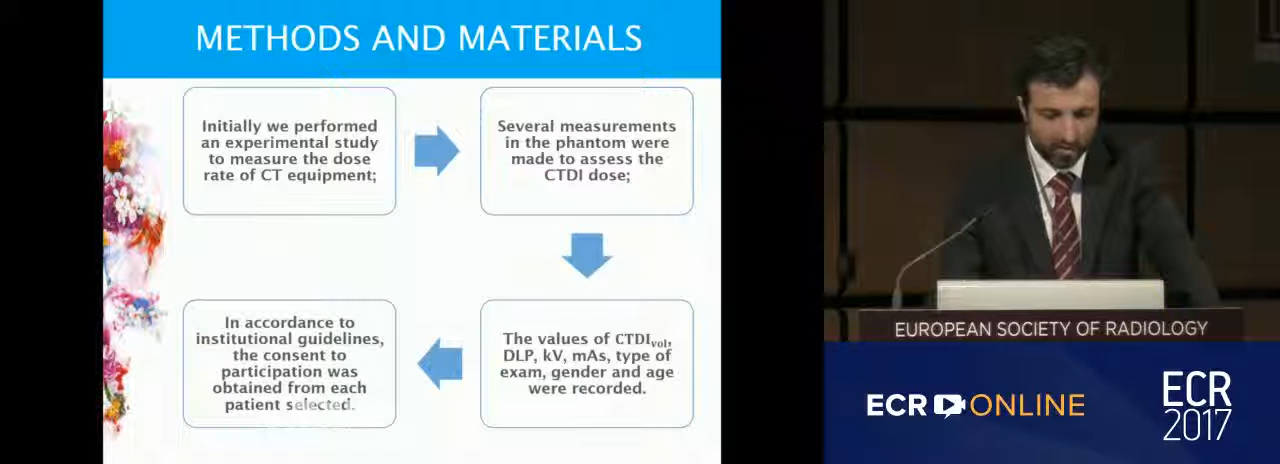 METHODS AND MATERIALS
Initially we performed
an experimental study
to measure the dose
rate of CT equipment;
Several measurements
in the phantom were
made to assess the
CTDI dose;
The values of CTDIvol,
DLP, kV, mAs, type of
exam, gender and age
were recorded.
In accordance to
institutional guidelines,
the consent to
participation was
obtained from each
patient selected.
EUROPEAN SOCIETY OF RADIOLOGY
ECR ONLINE
ECR
2017